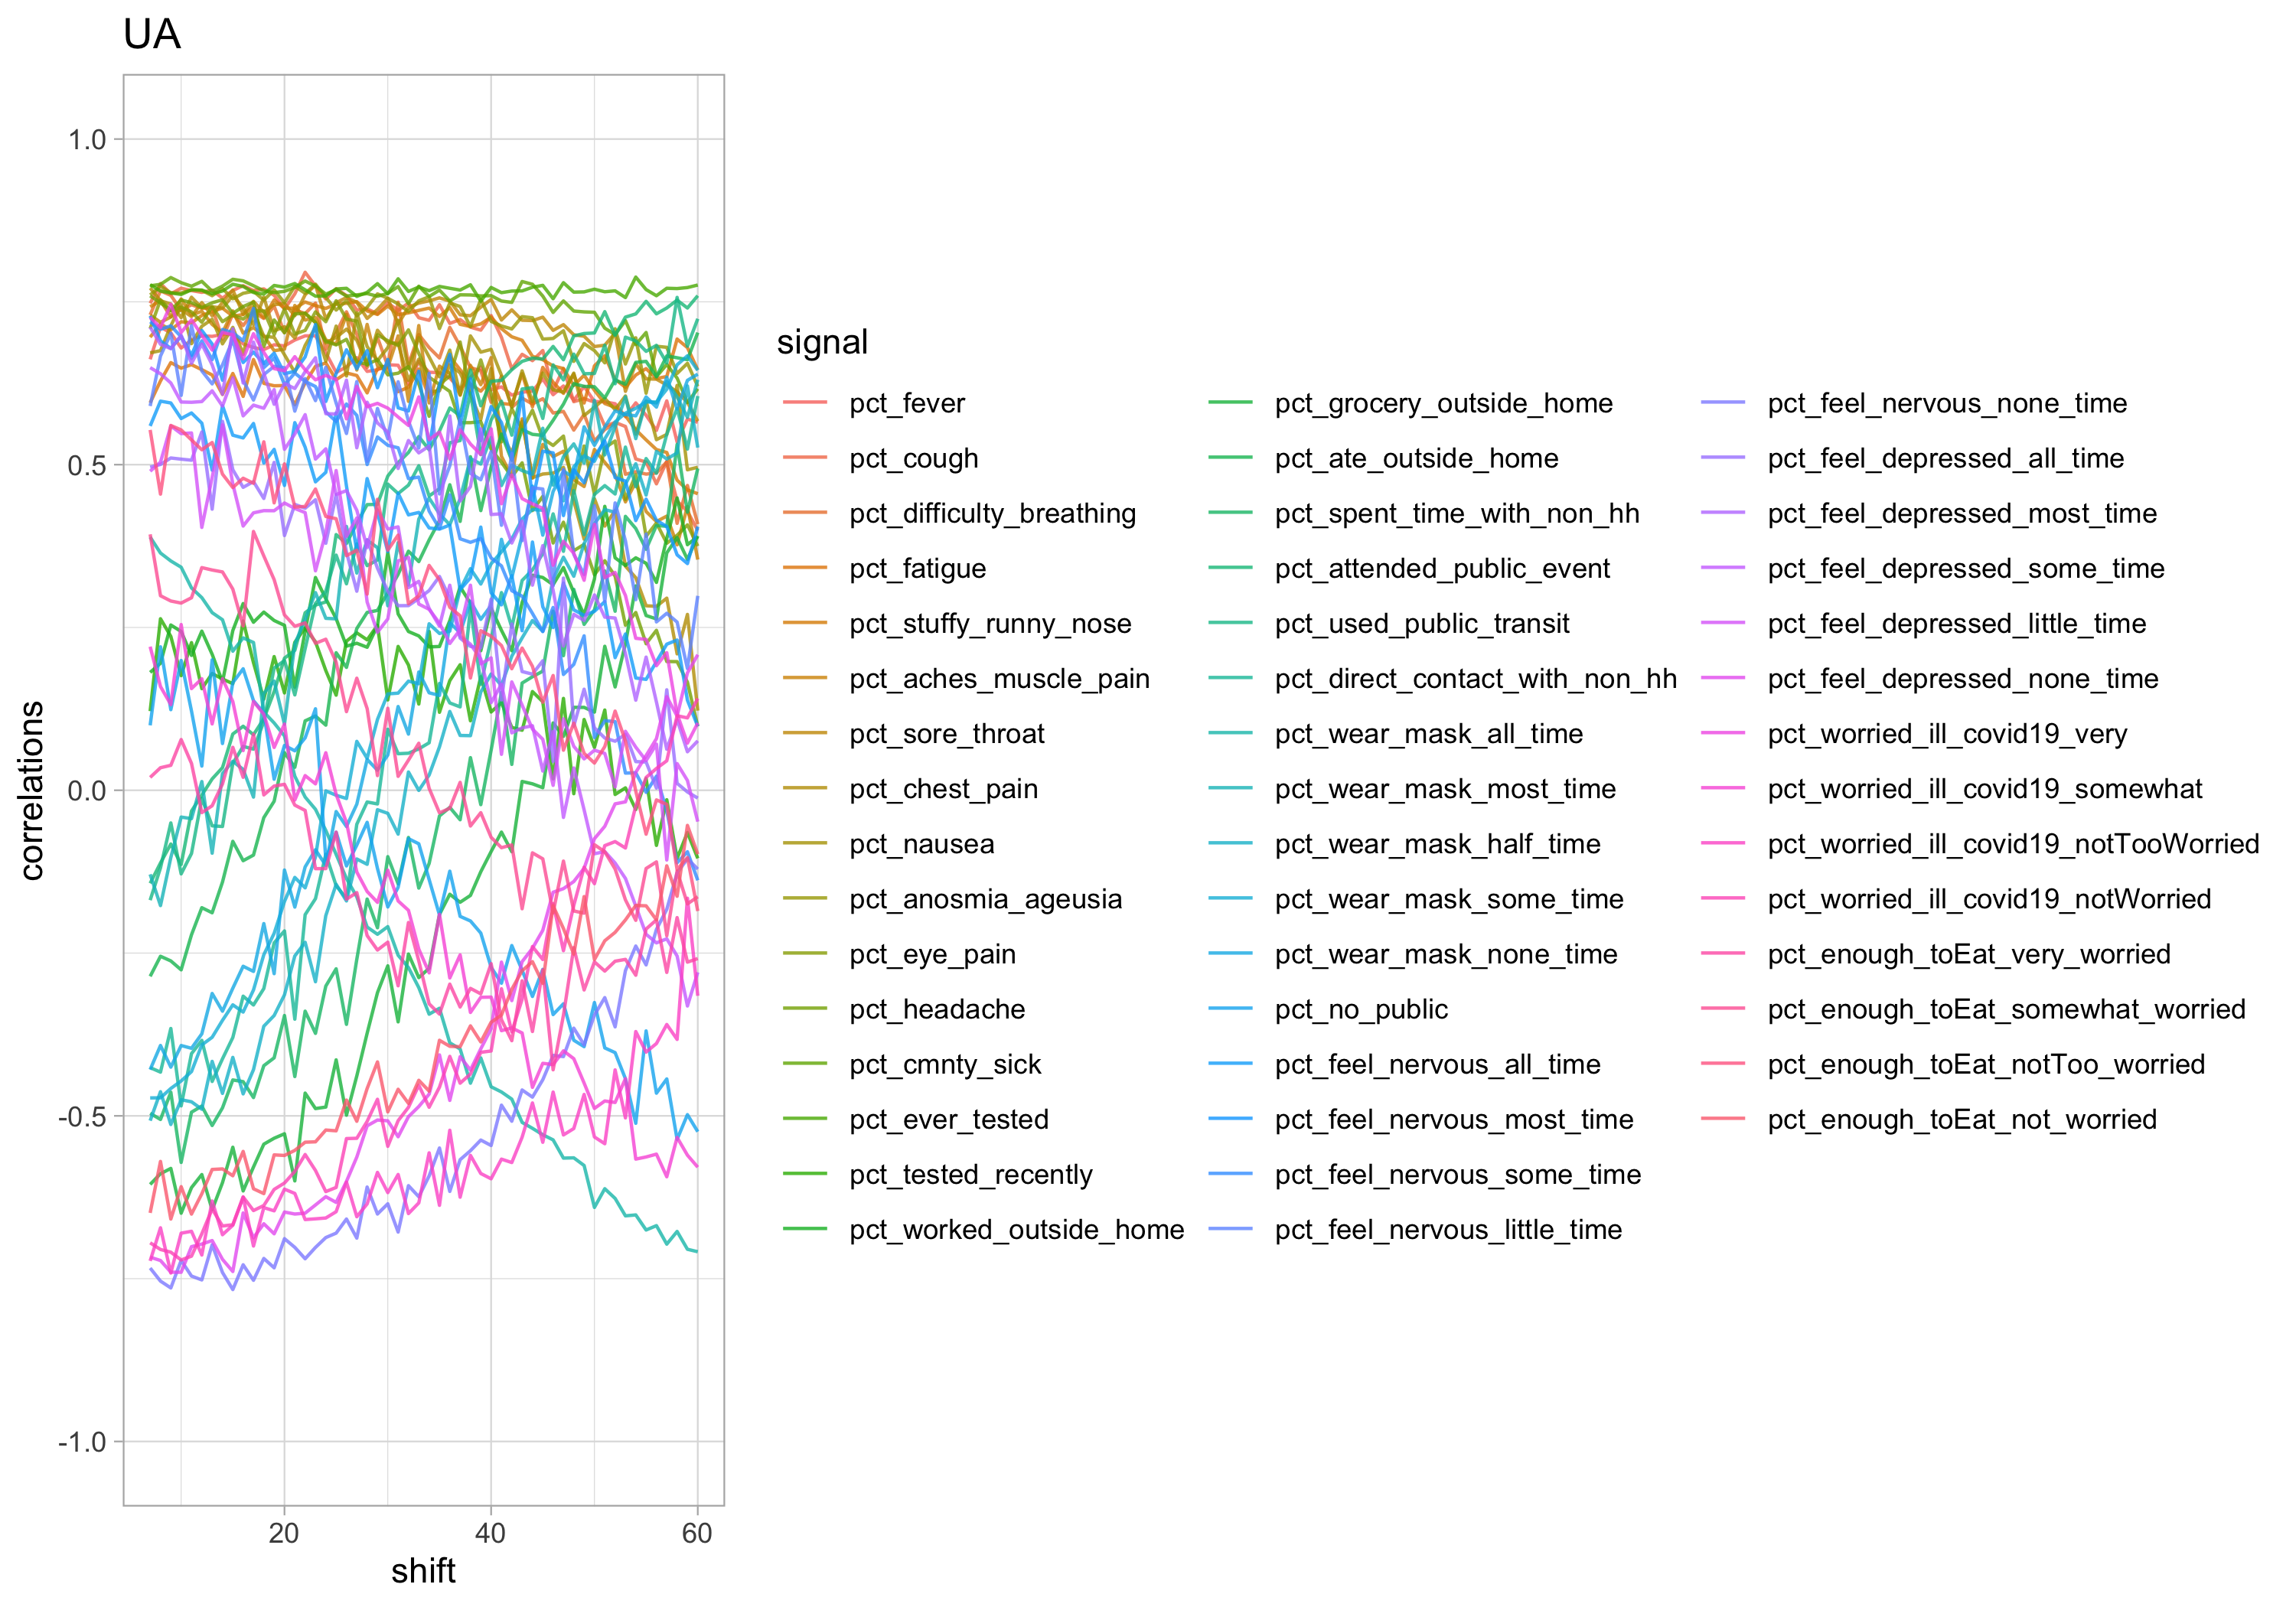 UA
correlations
1.0
0.5
0.0
-0.5
-1.0
20
40
60
shift
signal
pct_fever
pct_cough
pct_difficulty_breathing
pct_fatigue
pct_stuffy_runny_nose
pct_aches_muscle_pain
pct_sore_throat
pct_chest_pain
pct_nausea
pct_anosmia_ageusia
pct_eye_pain
pct_headache
pct_cmnty_sick
pct_ever_tested
pct_tested_recently
pct_worked_outside_home
pct_grocery_outside_home
pct_ate_outside_home
pct_spent_time_with_non_hh
pct_attended_public_event
pct_used_public_transit
pct_direct_contact_with_non_hh
pct_wear_mask_all_time
pct_wear_mask_most_time
pct_wear_mask_half_time
pct_wear_mask_some_time
pct_wear_mask_none_time
pct_no_public
pct_feel_nervous_all_time
pct_feel_nervous_most_time
pct_feel_nervous_some_time
pct_feel_nervous_little_time
pct_feel_nervous_none_time
pct_feel_depressed_all_time
pct_feel_depressed_most_time
pct_feel_depressed_some_time
pct_feel_depressed_little_time
pct_feel_depressed_none_time
pct_worried_ill_covid19_very
pct_worried_ill_covid19_somewhat
pct_worried_ill_covid19_notTooWorried
pct_worried_ill_covid19_notWorried
pct_enough_toEat_very_worried
pct_enough_toEat_somewhat_worried
pct_enough_toEat_notToo_worried
pct_enough_toEat_not_worried